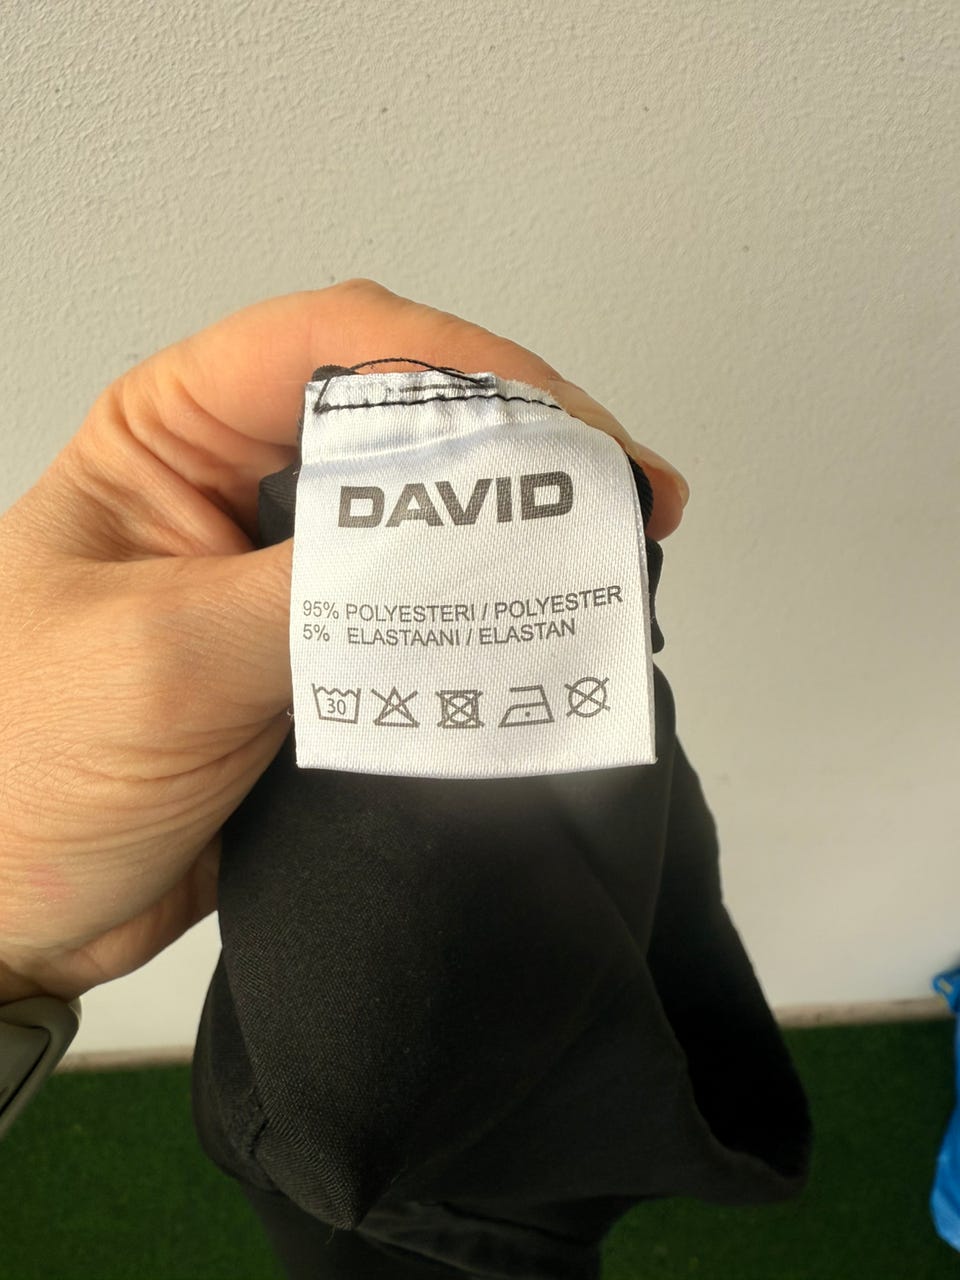 DAVID
95% POLYESTERI / POLYESTER
5% ELASTAANI / ELASTAN
30